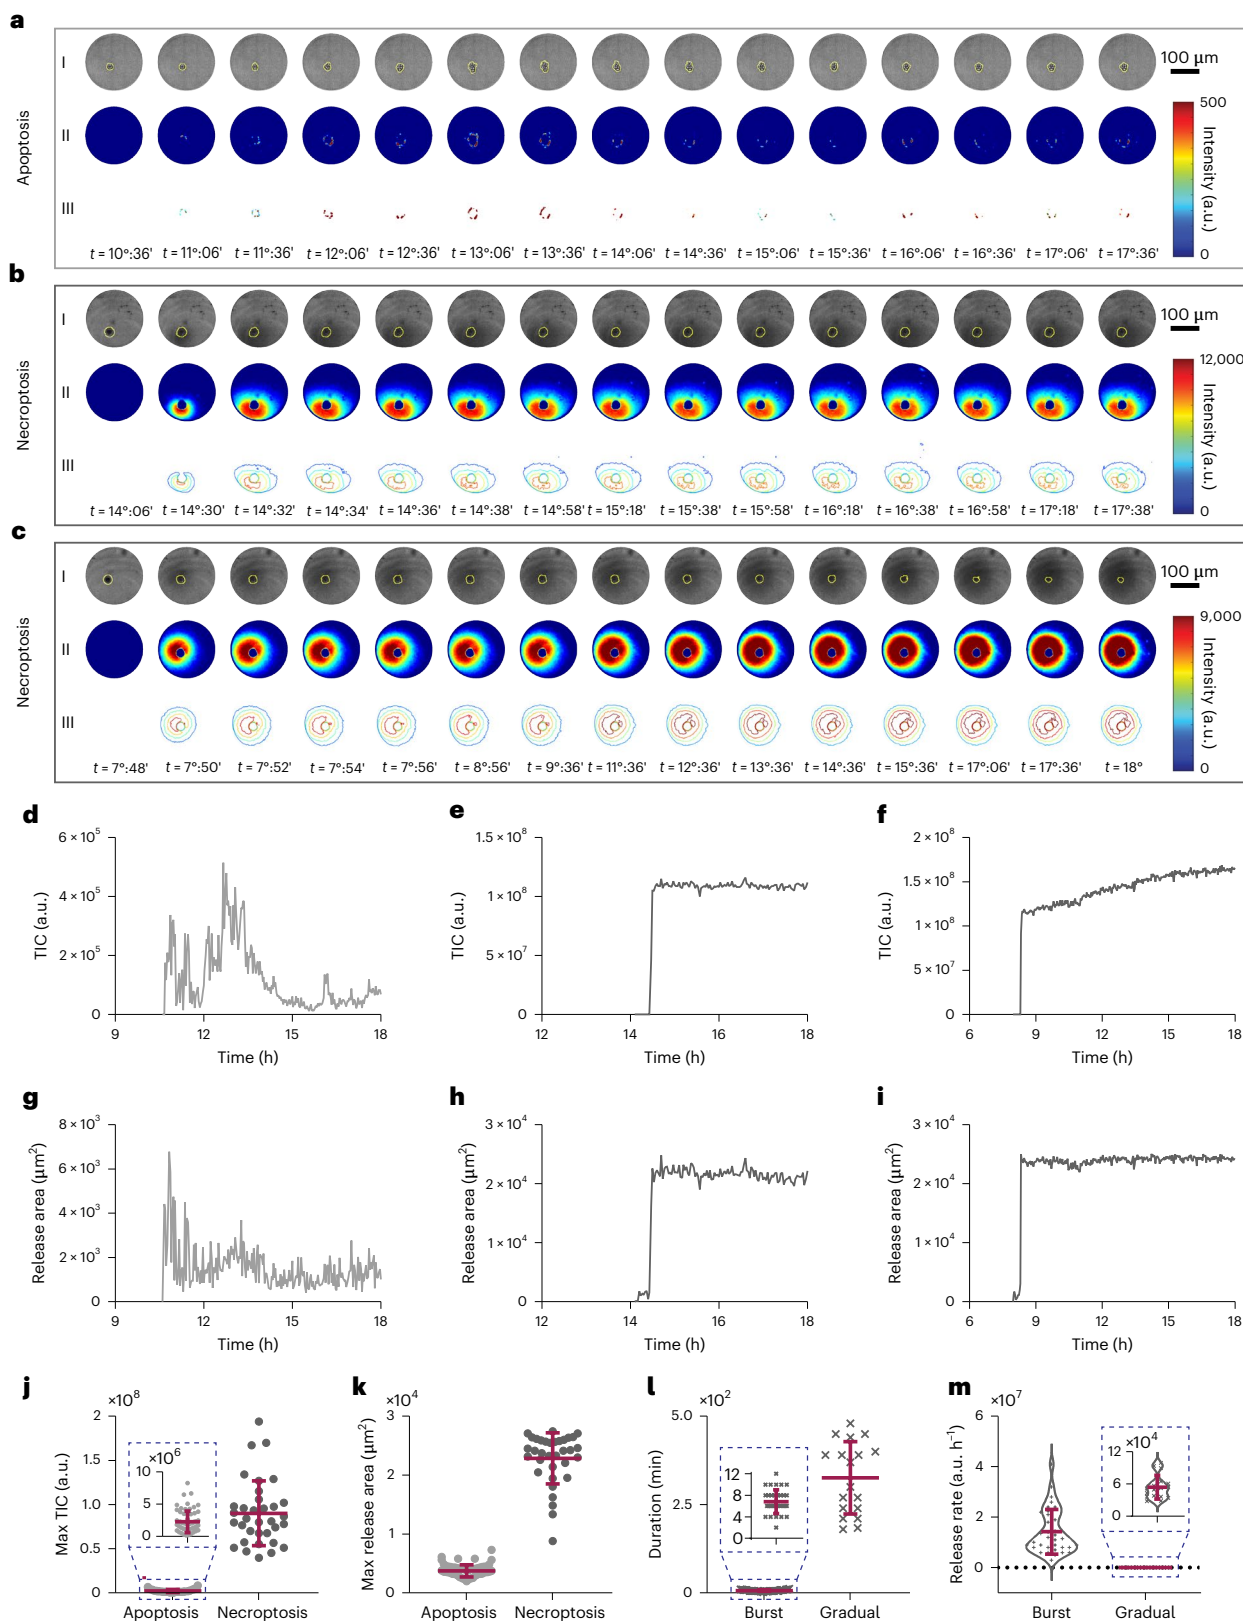 a
I
100 μm
Apoptosis
II
500
Intensity (a.u.)
0
III
t = 10°:36' t = 11°:06' t = 11°:36' t = 12°:06' t = 12°:36' t = 13°:06' t = 13°:36' t = 14°:06' t = 14°:36' t = 15°:06' t = 15°:36' t = 16°:06' t = 16°:36' t = 17°:06' t = 17°:36'
b
I
100 μm
Necroptosis
II
12,000
Intensity (a.u.)
0
III
t = 14°:06' t = 14°:30' t = 14°:32' t = 14°:34' t = 14°:36' t = 14°:38' t = 14°:58' t = 15°:18' t = 15°:38' t = 15°:58' t = 16°:18' t = 16°:38' t = 16°:58' t = 17°:18' t = 17°:38'
c
I
100 μm
Necroptosis
II
9,000
Intensity (a.u.)
0
III
t = 7°:48' t = 7°:50' t = 7°:52' t = 7°:54' t = 7°:56' t = 8°:56' t = 9°:36' t = 11°:36' t = 12°:36' t = 13°:36' t = 14°:36' t = 15°:36' t = 17°:06' t = 17°:36' t = 18°
d
6 × 10⁵
4 × 10⁵
2 × 10⁵
0
TIC (a.u.)
9 12 15 18
Time (h)
e
1.5 × 10⁸
1 × 10⁸
5 × 10⁷
0
TIC (a.u.)
12 14 16 18
Time (h)
f
2 × 10⁸
1.5 × 10⁸
1 × 10⁸
5 × 10⁷
0
TIC (a.u.)
6 9 12 15 18
Time (h)
g
8 × 10³
6 × 10³
4 × 10³
2 × 10³
0
Release area (μm²)
9 12 15 18
Time (h)
h
3 × 10⁴
2 × 10⁴
1 × 10⁴
0
Release area (μm²)
12 14 16 18
Time (h)
i
3 × 10⁴
2 × 10⁴
1 × 10⁴
0
Release area (μm²)
6 9 12 15 18
Time (h)
j
×10⁸
2
1.5
1.0
0.5
0
Max TIC (a.u.)
×10⁶
10
5
0
Apoptosis Necroptosis
k
×10⁴
3
2
1
0
Max release area (μm²)
Apoptosis Necroptosis
l
×10²
5.0
2.5
0
Duration (min)
12
8
4
0
Burst Gradual
m
×10⁷
6
4
2
0
Release rate (a.u. h⁻¹)
×10⁴
12
6
0
Burst Gradual